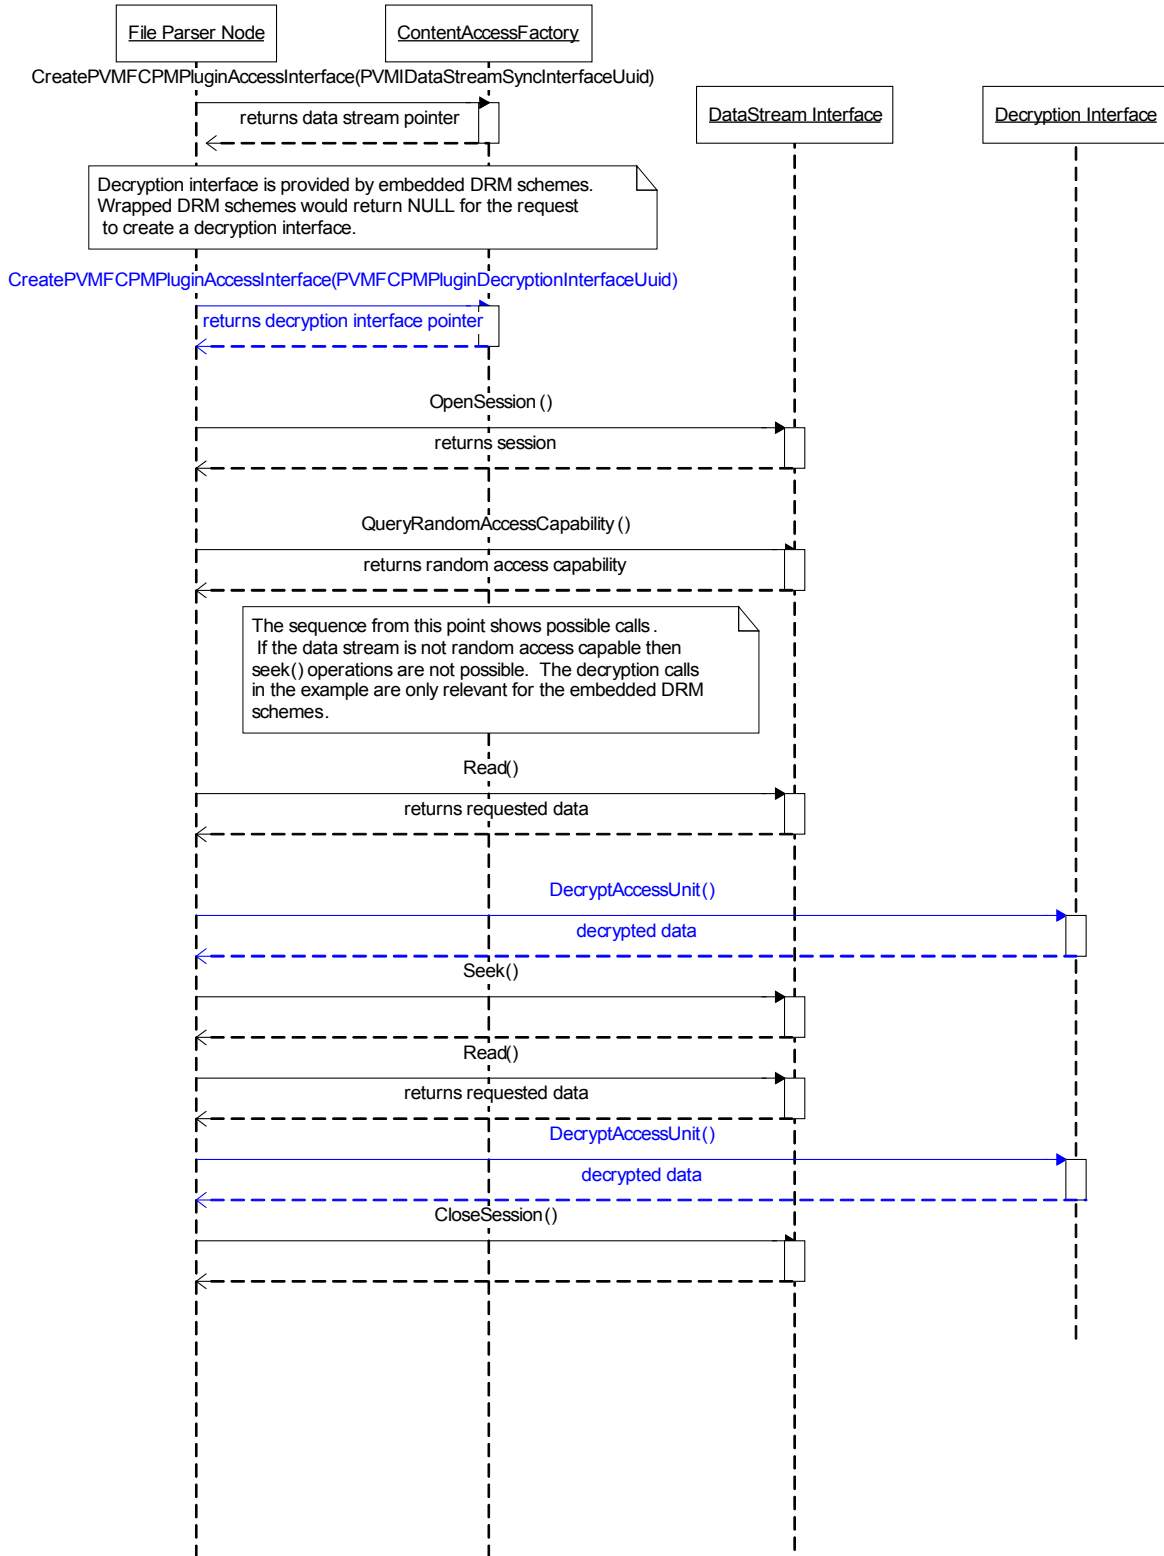 File Parser Node
ContentAccessFactory
CreatePVMFCPMPluginAccessInterface(PVMIDataStreamSyncInterfaceUuid)
DataStream Interface
Decryption Interface
returns data stream pointer
Decryption interface is provided by embedded DRM schemes.
Wrapped DRM schemes would return NULL for the request
to create a decryption interface.
CreatePVMFCPMPluginAccessInterface(PVMFCPMPluginDecryptionInterfaceUuid)
returns decryption interface pointer
OpenSession()
returns session
QueryRandomAccessCapability()
returns random access capability
The sequence from this point shows possible calls.
If the data stream is not random access capable then
seek() operations are not possible. The decryption calls
in the example are only relevant for the embedded DRM
schemes.
Read()
returns requested data
DecryptAccessUnit()
decrypted data
Seek()
Read()
returns requested data
DecryptAccessUnit()
decrypted data
CloseSession()